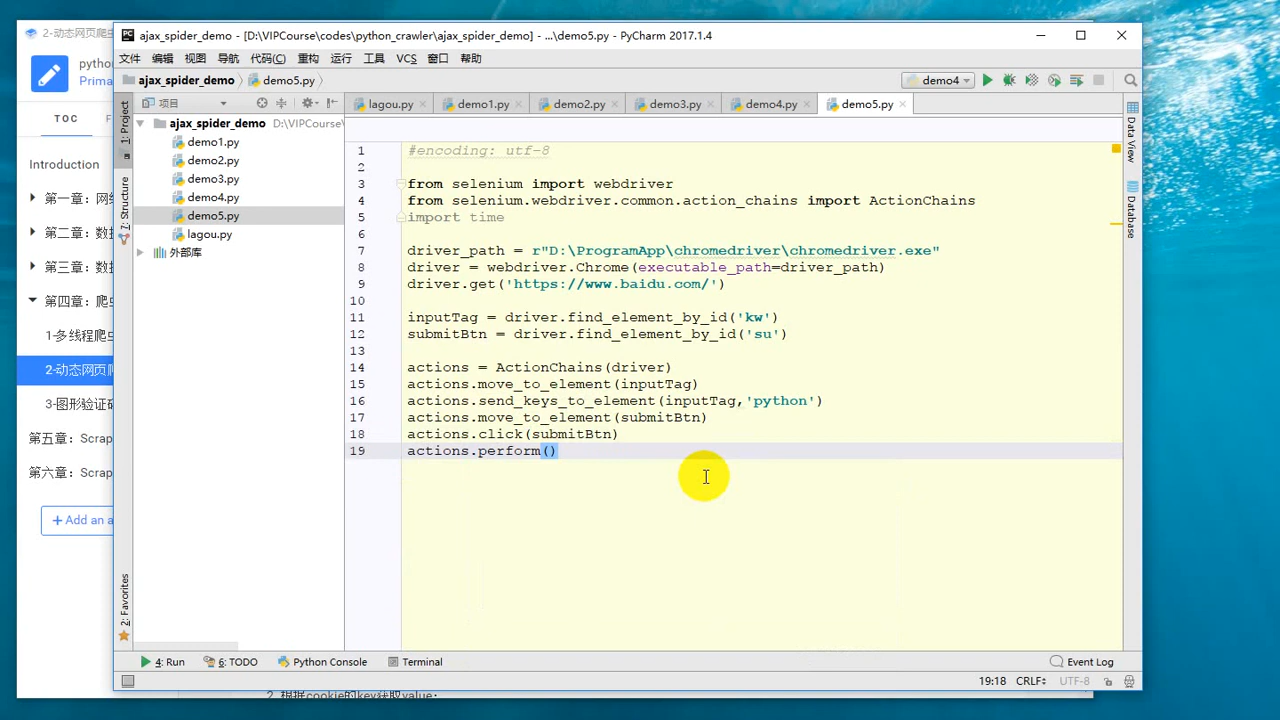 2-动态网页爬虫
ajax_spider_demo - [D:\VIPCourse\codes\python_crawler\ajax_spider_demo] - ...\demo5.py - PyCharm 2017.1.4
文件 编辑 视图 导航 代码(C) 重构 运行 工具 VCS 窗口 帮助
pytho
Prima
ajax_spider_demo demo5.py demo4
项目 lagou.py demo1.py demo2.py demo3.py demo4.py demo5.py
TOC F
1: Project
7: Structure
2: Favorites
Data View
Database
Introduction
第一章：网络
第二章：数据
第三章：数据
第四章：爬虫
1-多线程爬虫
2-动态网页爬
3-图形验证码
第五章：Scrap
第六章：Scrap
Add an a
ajax_spider_demo D:\VIPCourse\
demo1.py
demo2.py
demo3.py
demo4.py
demo5.py
lagou.py
外部库
1 #encoding: utf-8
2
3 from selenium import webdriver
4 from selenium.webdriver.common.action_chains import ActionChains
5 import time
6
7 driver_path = r"D:\ProgramApp\chromedriver\chromedriver.exe"
8 driver = webdriver.Chrome(executable_path=driver_path)
9 driver.get('https://www.baidu.com/')
10
11 inputTag = driver.find_element_by_id('kw')
12 submitBtn = driver.find_element_by_id('su')
13
14 actions = ActionChains(driver)
15 actions.move_to_element(inputTag)
16 actions.send_keys_to_element(inputTag,'python')
17 actions.move_to_element(submitBtn)
18 actions.click(submitBtn)
19 actions.perform()
4: Run 6: TODO Python Console Terminal Event Log
19:18 CRLF UTF-8
2. 根据cookie的key获取value: